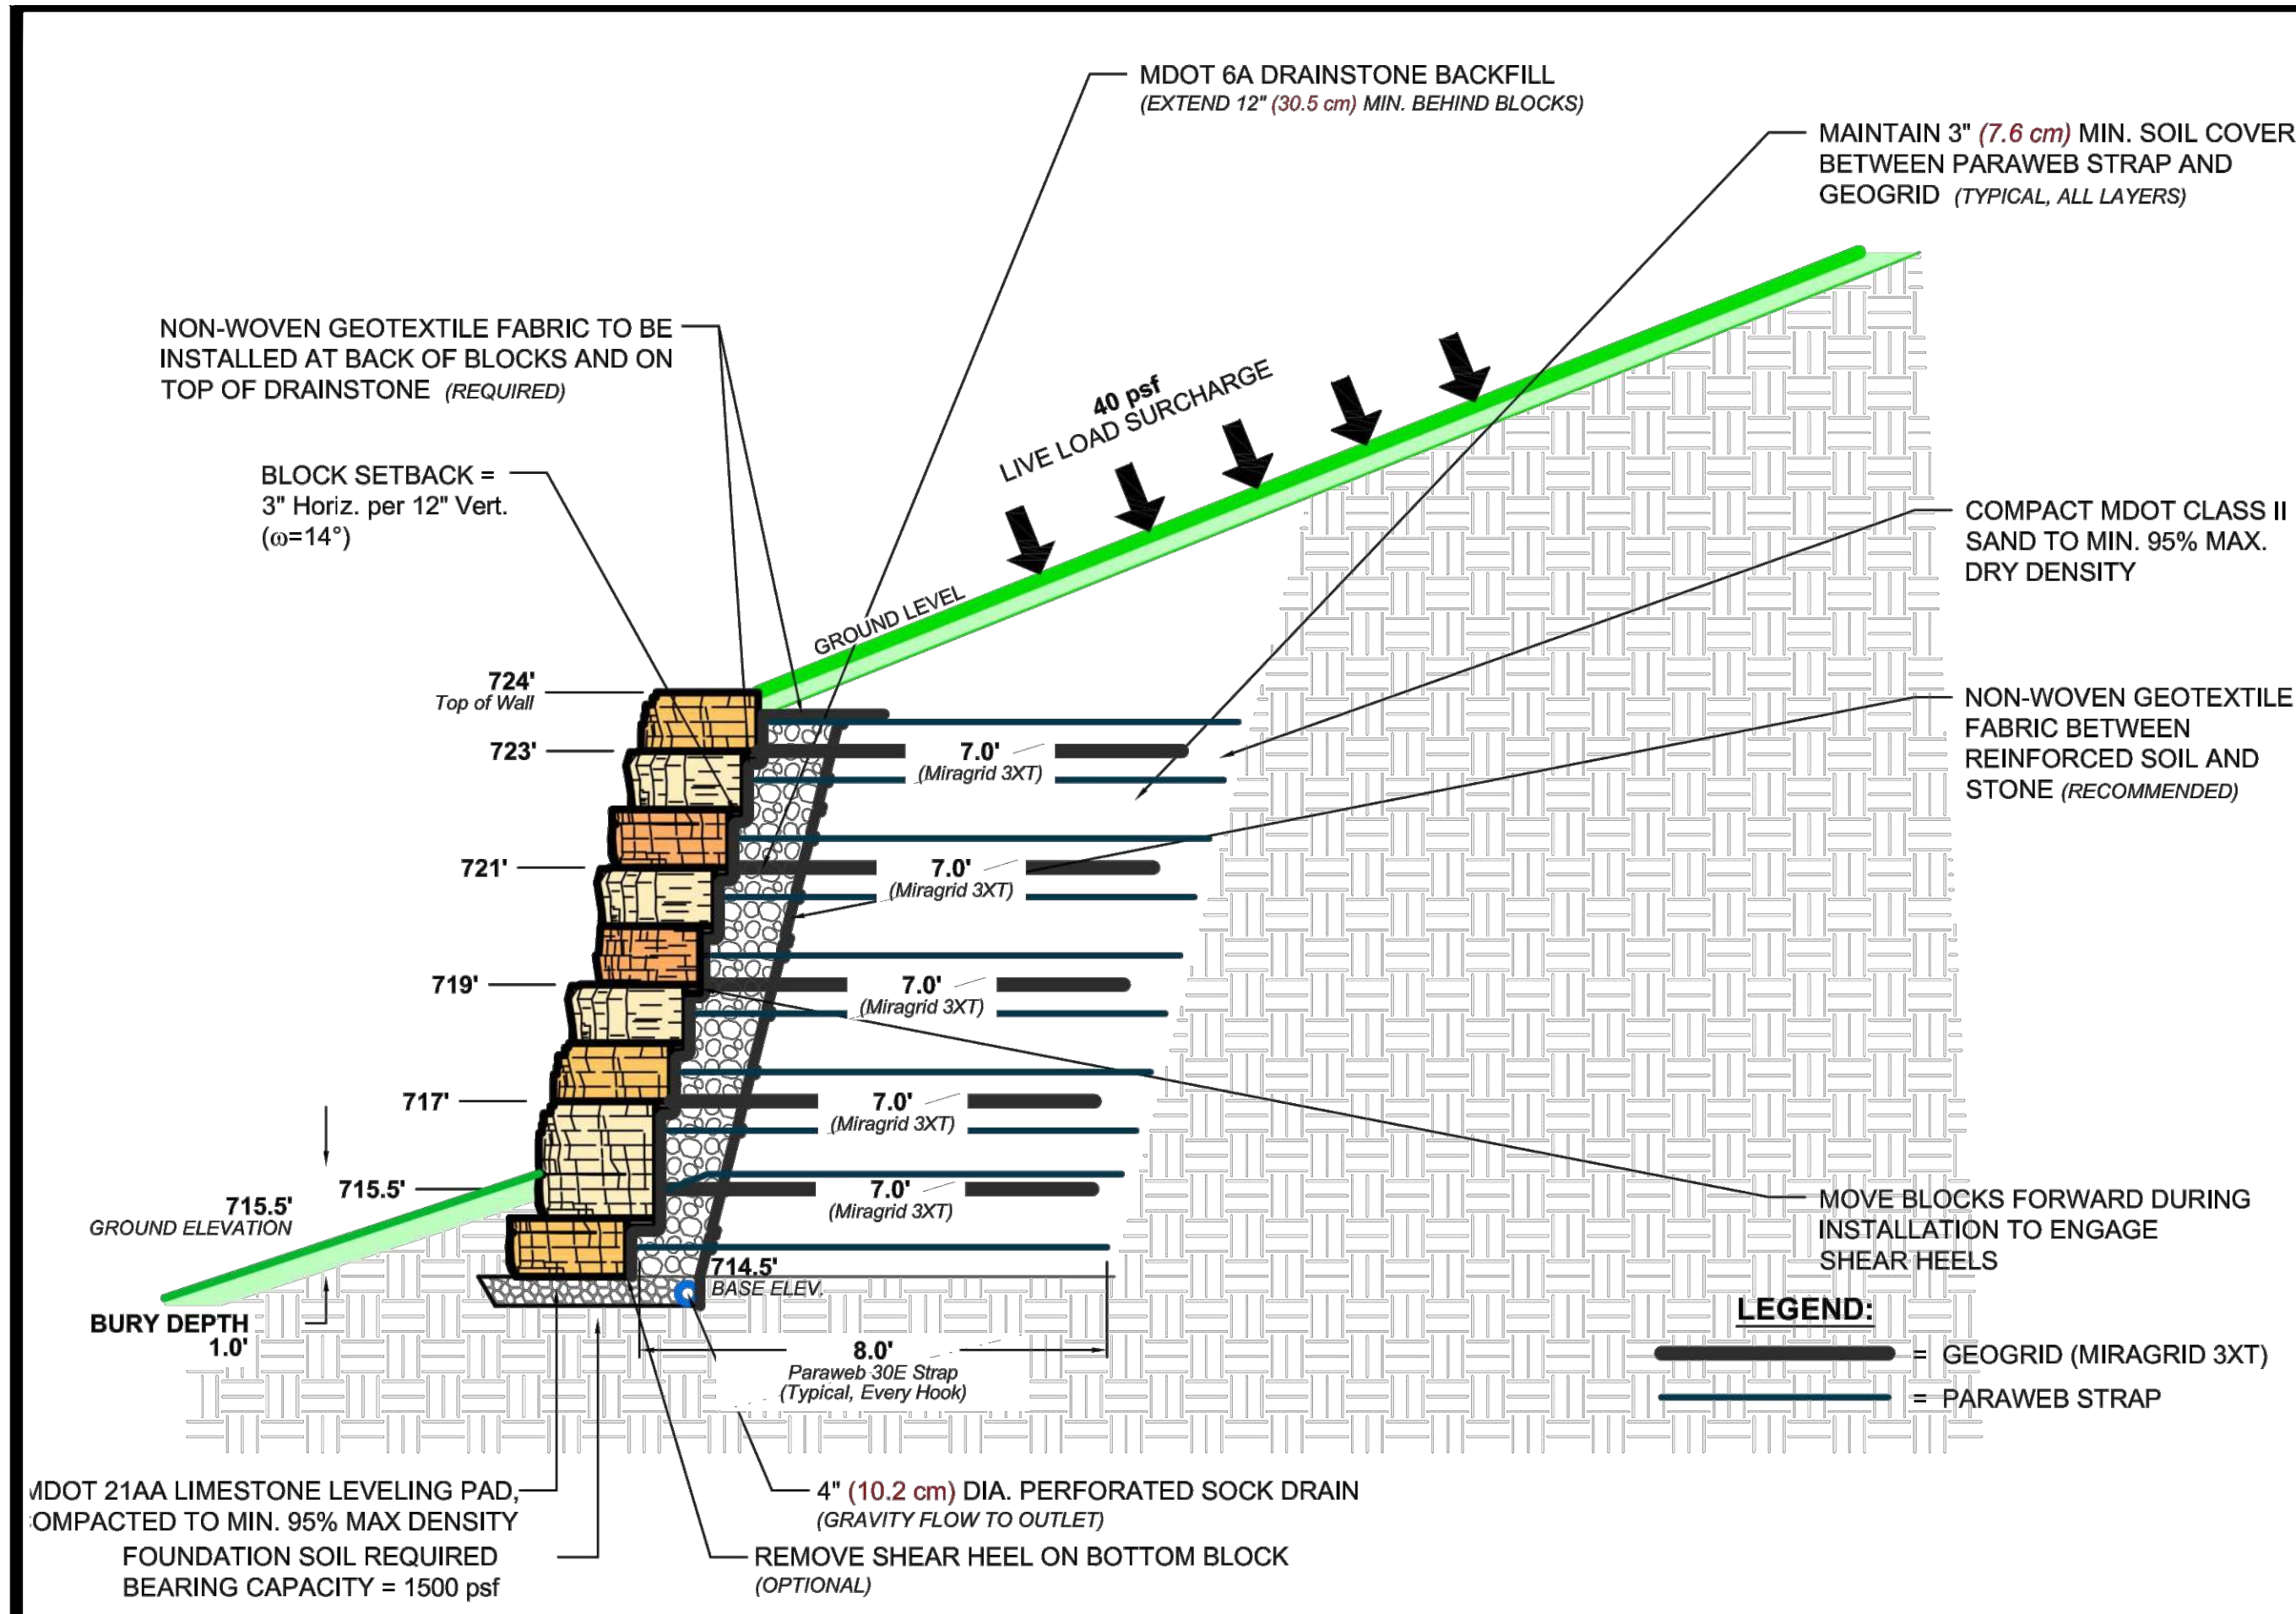 MDOT 6A DRAINSTONE BACKFILL
(EXTEND 12" (30.5 cm) MIN. BEHIND BLOCKS)
MAINTAIN 3" (7.6 cm) MIN. SOIL COVER
BETWEEN PARAWEB STRAP AND
GEOGRID (TYPICAL, ALL LAYERS)
NON-WOVEN GEOTEXTILE FABRIC TO BE
INSTALLED AT BACK OF BLOCKS AND ON
TOP OF DRAINSTONE (REQUIRED)
40 psf
LIVE LOAD SURCHARGE
BLOCK SETBACK =
3" Horiz. per 12" Vert.
(ω=14°)
COMPACT MDOT CLASS II
SAND TO MIN. 95% MAX.
DRY DENSITY
GROUND LEVEL
724'
Top of Wall
NON-WOVEN GEOTEXTILE
FABRIC BETWEEN
REINFORCED SOIL AND
STONE (RECOMMENDED)
723'
7.0'
(Miragrid 3XT)
721'
7.0'
(Miragrid 3XT)
719'
7.0'
(Miragrid 3XT)
717'
7.0'
(Miragrid 3XT)
715.5'
7.0'
(Miragrid 3XT)
715.5'
GROUND ELEVATION
MOVE BLOCKS FORWARD DURING
INSTALLATION TO ENGAGE
SHEAR HEELS
714.5'
BASE ELEV.
BURY DEPTH
1.0'
8.0'
Paraweb 30E Strap
(Typical, Every Hook)
LEGEND:
= GEOGRID (MIRAGRID 3XT)
= PARAWEB STRAP
MDOT 21AA LIMESTONE LEVELING PAD,
OMPACTED TO MIN. 95% MAX DENSITY
4" (10.2 cm) DIA. PERFORATED SOCK DRAIN
(GRAVITY FLOW TO OUTLET)
FOUNDATION SOIL REQUIRED
BEARING CAPACITY = 1500 psf
REMOVE SHEAR HEEL ON BOTTOM BLOCK
(OPTIONAL)